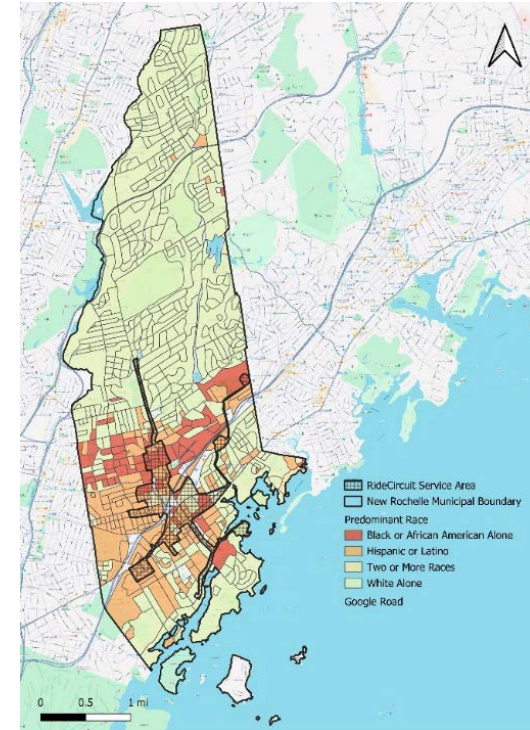 RideCircuit Service Area
New Rochelle Municipal Boundary
Predominant Race
Black or African American Alone
Hispanic or Latino
Two or More Races
White Alone
Google Road
0 0.5 1 mi